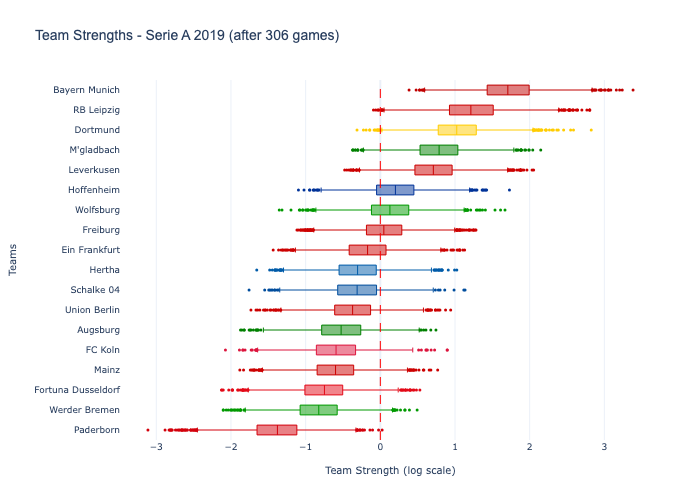 Team Strengths - Serie A 2019 (after 306 games)
Teams
Bayern Munich
RB Leipzig
Dortmund
M'gladbach
Leverkusen
Hoffenheim
Wolfsburg
Freiburg
Ein Frankfurt
Hertha
Schalke 04
Union Berlin
Augsburg
FC Koln
Mainz
Fortuna Dusseldorf
Werder Bremen
Paderborn
−3 −2 −1 0 1 2 3
Team Strength (log scale)